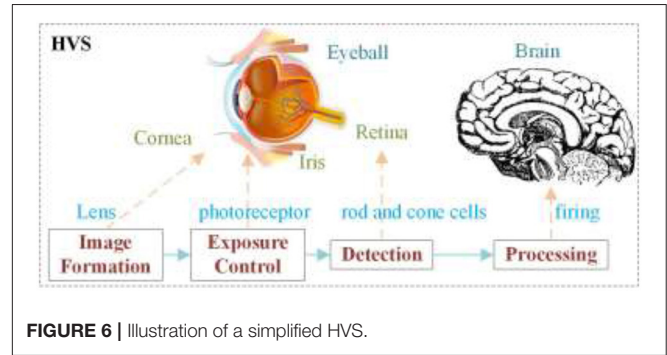 HVS
Eyeball
Brain
Cornea
Iris
Retina
Lens
photoreceptor
rod and cone cells
firing
Image
Formation
Exposure
Control
Detection
Processing
FIGURE 6 | Illustration of a simplified HVS.